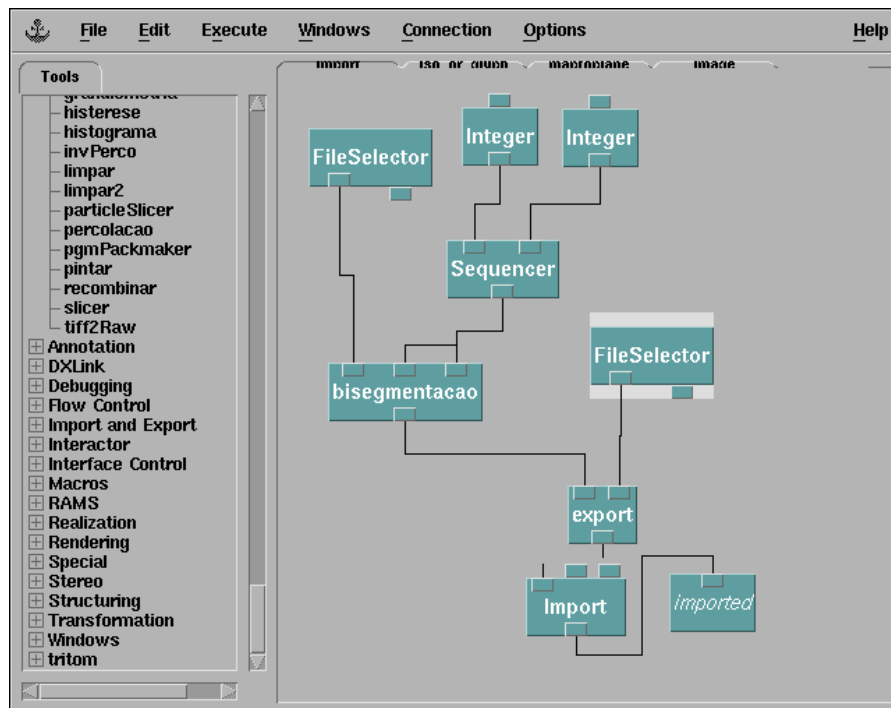 File Edit Execute Windows Connection Options Help
Tools
histerese
histograma
invPerco
limpar
limpar2
particleSlicer
percolacao
pgmPackmaker
pintar
recombinar
slicer
tiff2Raw
Annotation
DXLink
Debugging
Flow Control
Import and Export
Interactor
Interface Control
Macros
RAMS
Realization
Rendering
Special
Stereo
Structuring
Transformation
Windows
tritom
import
image
FileSelector
Integer
Integer
Sequencer
FileSelector
bisegmentacao
export
Import
imported